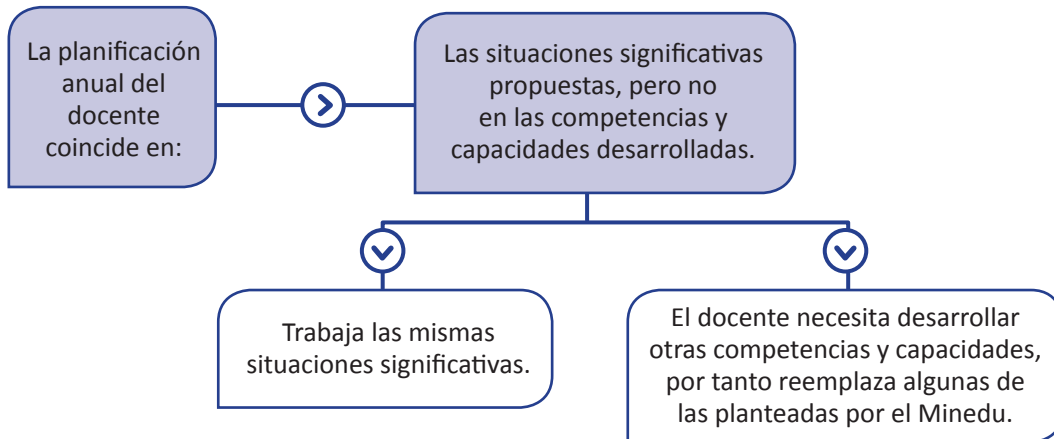 La planificación
anual del
docente
coincide en:
Las situaciones significativas
propuestas, pero no
en las competencias y
capacidades desarrolladas.
Trabaja las mismas
situaciones significativas.
El docente necesita desarrollar
otras competencias y capacidades,
por tanto reemplaza algunas de
las planteadas por el Minedu.